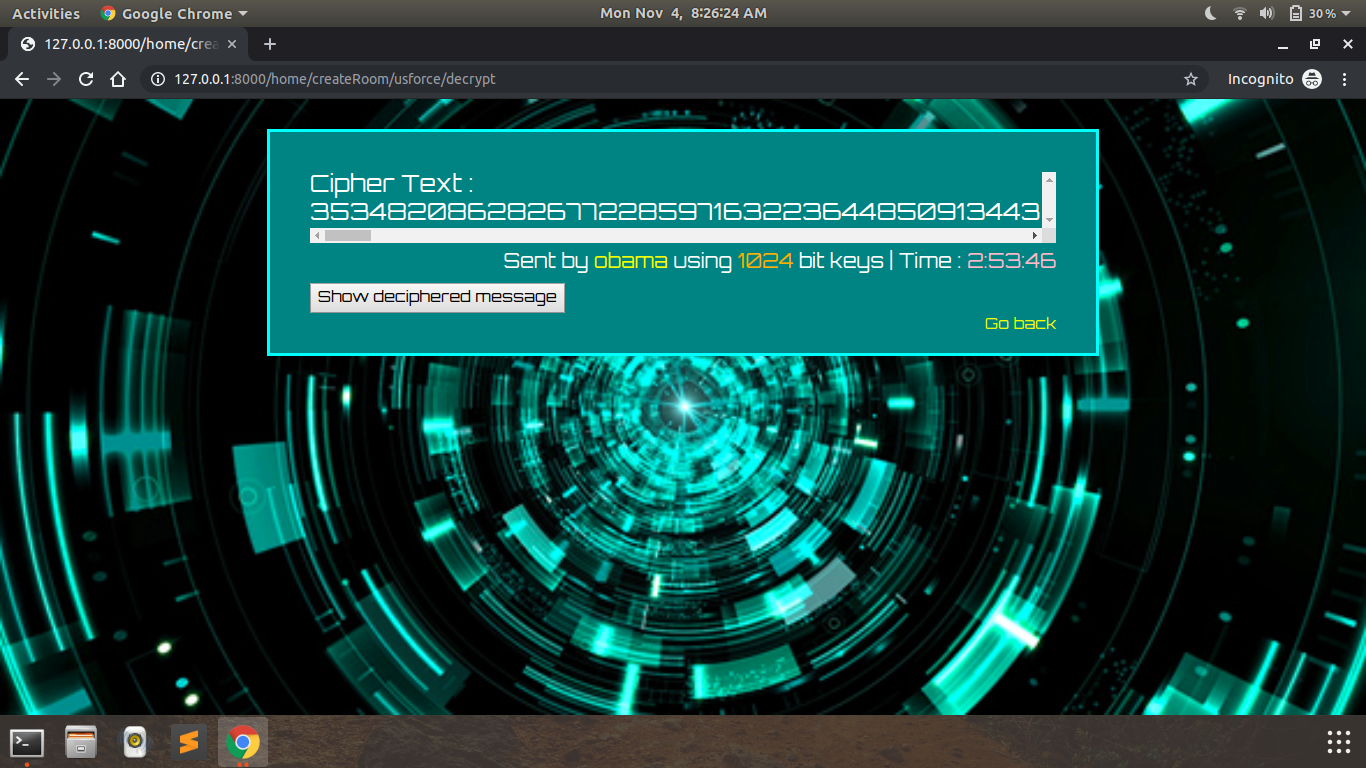 Activities Google Chrome Mon Nov 4, 8:26:24 AM 30 %
127.0.0.1:8000/home/crea
127.0.0.1:8000/home/createRoom/usforce/decrypt Incognito
Cipher Text :
353482086282677228597163223644850913443
Sent by obama using 1024 bit keys | Time : 2:53:46
Show deciphered message
Go back